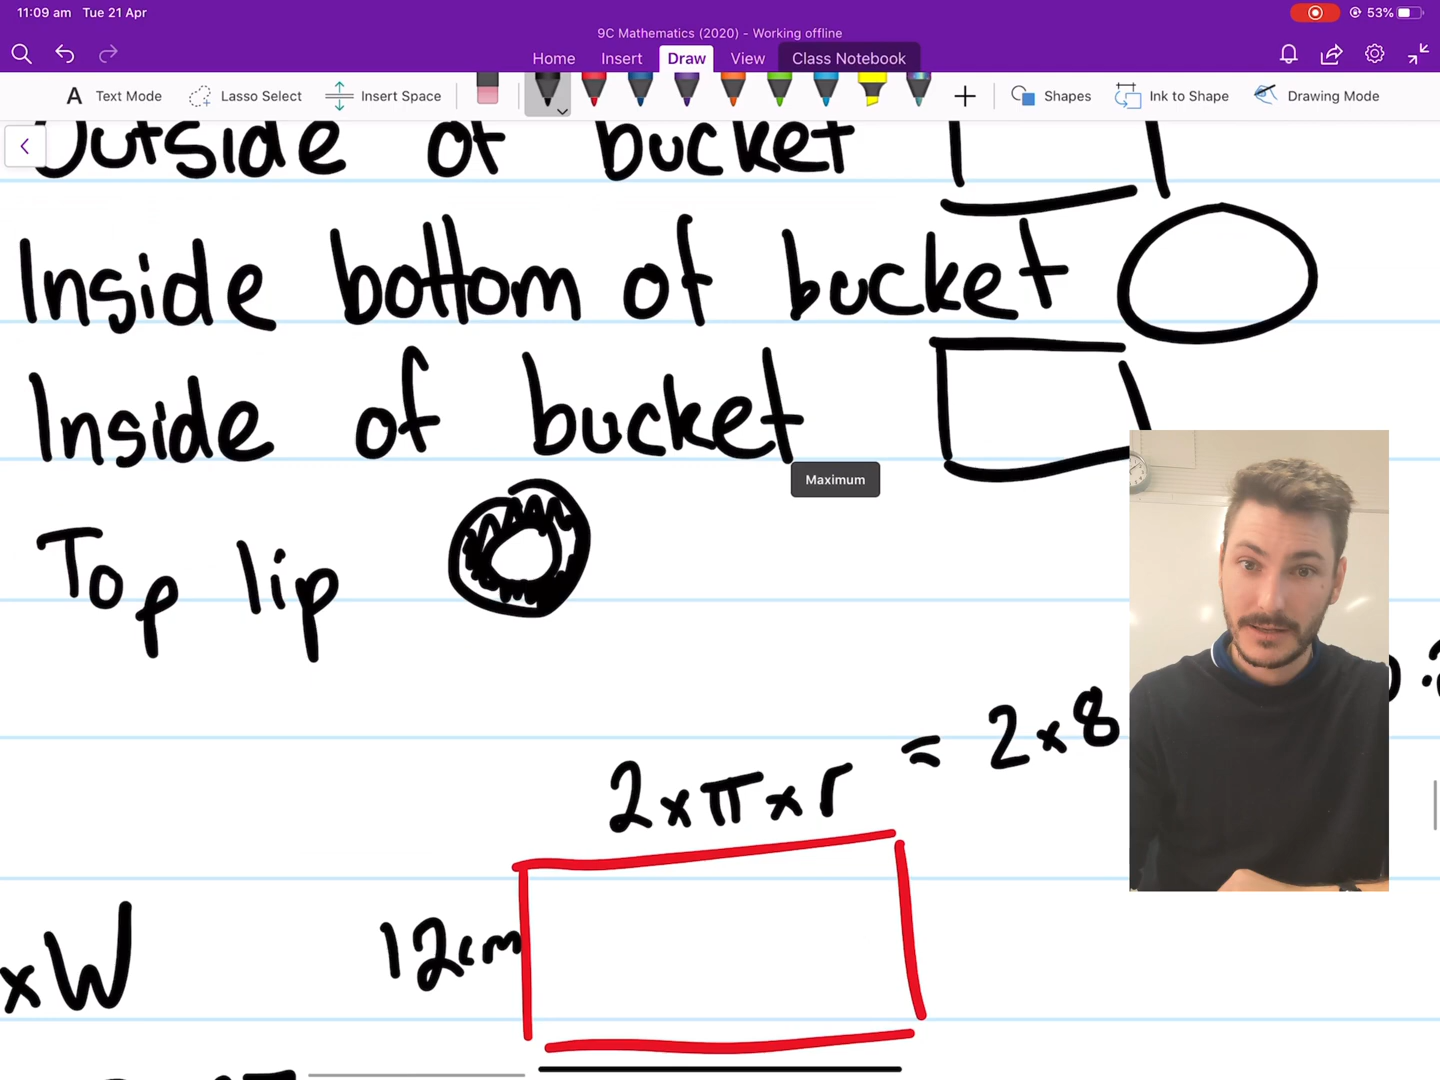 11:09 am Tue 21 Apr
53%
9C Mathematics (2020) - Working offline
Home Insert Draw View Class Notebook
A Text Mode Lasso Select Insert Space Shapes Ink to Shape Drawing Mode
Outside of bucket
Inside bottom of bucket
Inside of bucket
Maximum
Top lip
2 x π x r = 2 x 8
12cm
x W